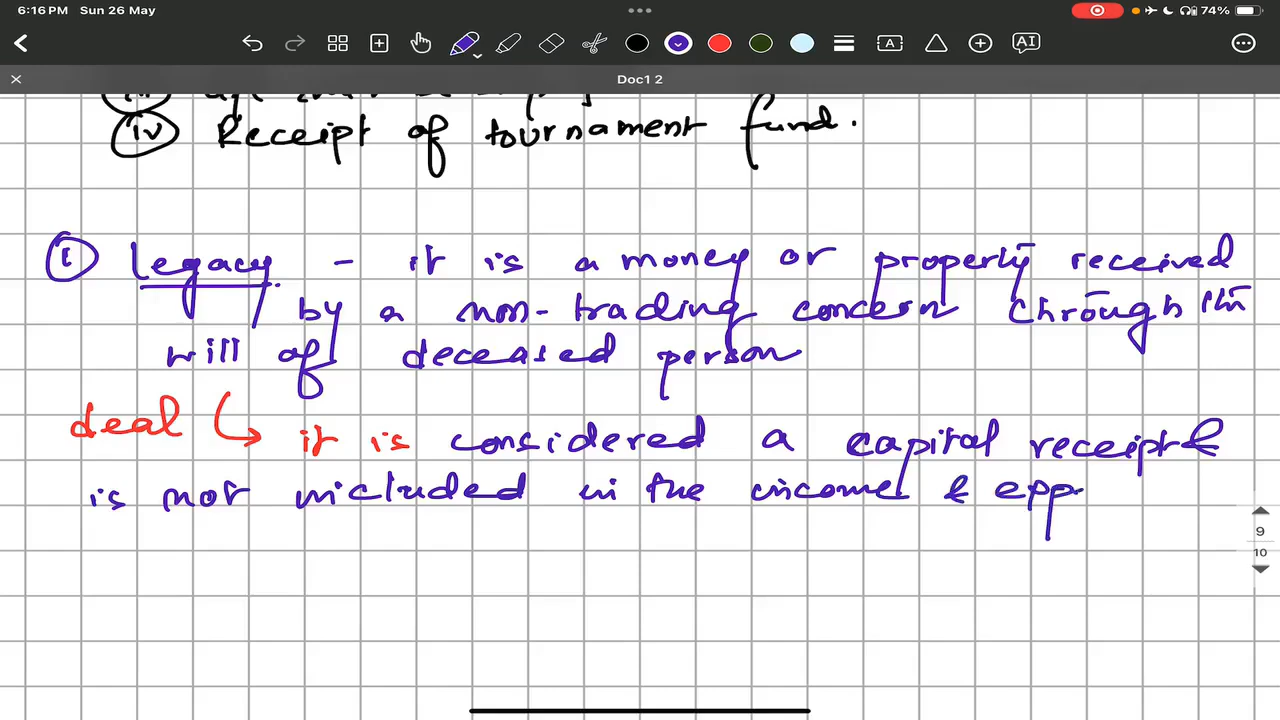 6:16 PM Sun 26 May
74%
Doc1 2
(iv) Receipt of tournament fund.
(i) Legacy - it is a money or property received
by a non-trading concern through
will of deceased person
deal ↳ it is considered a capital receipt &
is not included in the income & epp
9
10